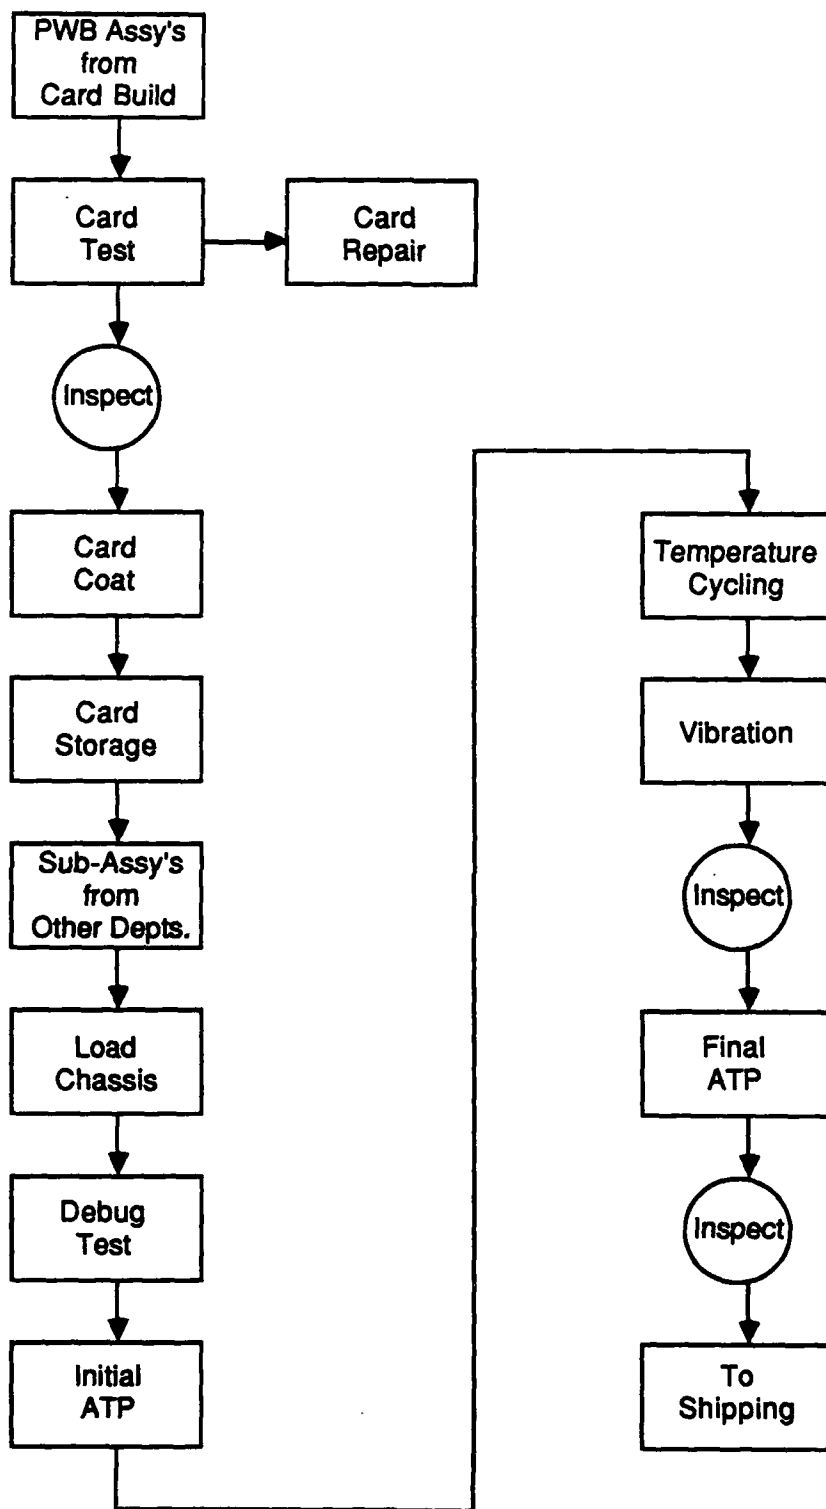 PWB Assy's
from
Card Build
Card
Test
Card
Repair
Inspect
Card
Coat
Card
Storage
Sub-Assy's
from
Other Depts.
Load
Chassis
Debug
Test
Initial
ATP
Temperature
Cycling
Vibration
Inspect
Final
ATP
Inspect
To
Shipping